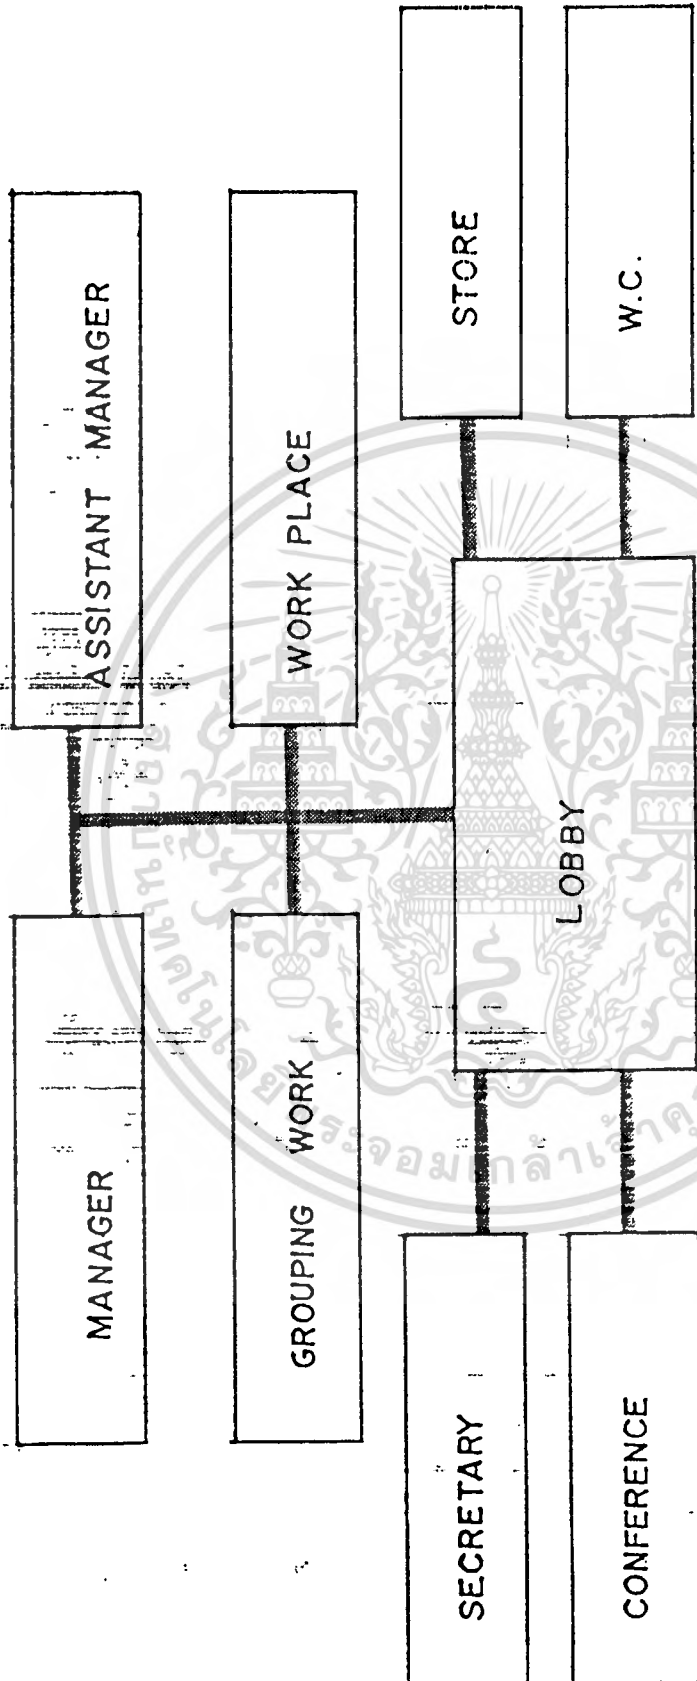 MANAGER
ASSISTANT MANAGER
GROUPING WORK
WORK PLACE
SECRETARY
STORE
LOBBY
CONFERENCE
W.C.